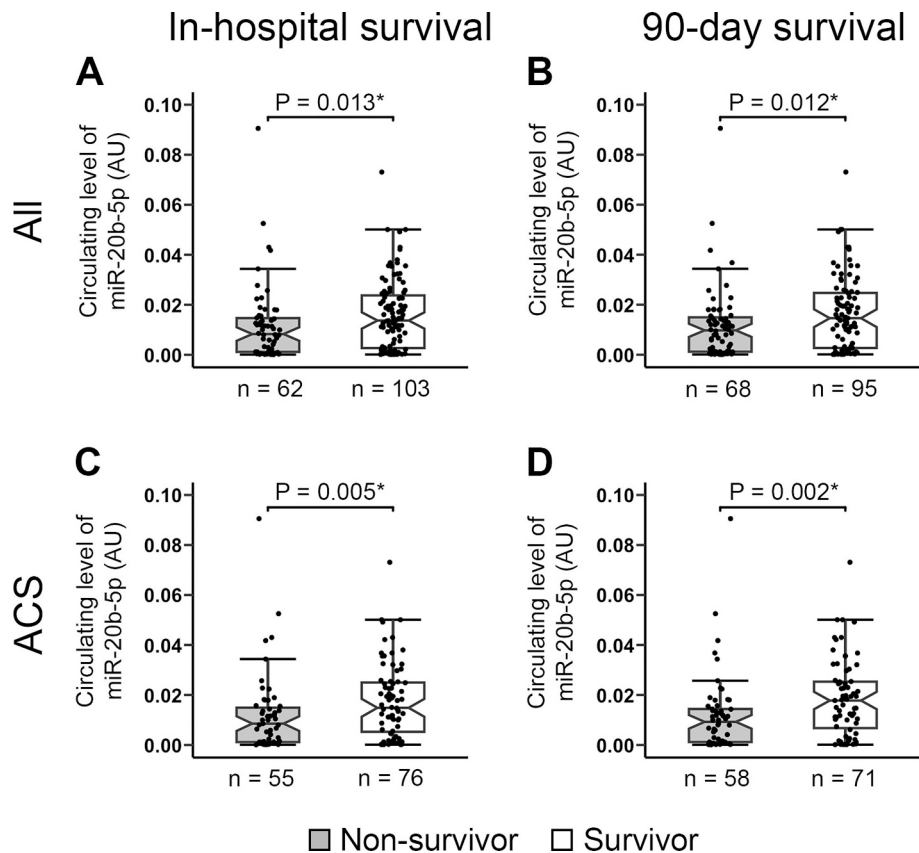 In-hospital survival
90-day survival
All
A
Circulating level of
miR-20b-5p (AU)
0.10
0.08
0.06
0.04
0.02
0.00
P = 0.013*
n = 62
n = 103
B
Circulating level of
miR-20b-5p (AU)
0.10
0.08
0.06
0.04
0.02
0.00
P = 0.012*
n = 68
n = 95
ACS
C
Circulating level of
miR-20b-5p (AU)
0.10
0.08
0.06
0.04
0.02
0.00
P = 0.005*
n = 55
n = 76
D
Circulating level of
miR-20b-5p (AU)
0.10
0.08
0.06
0.04
0.02
0.00
P = 0.002*
n = 58
n = 71
Non-survivor
Survivor